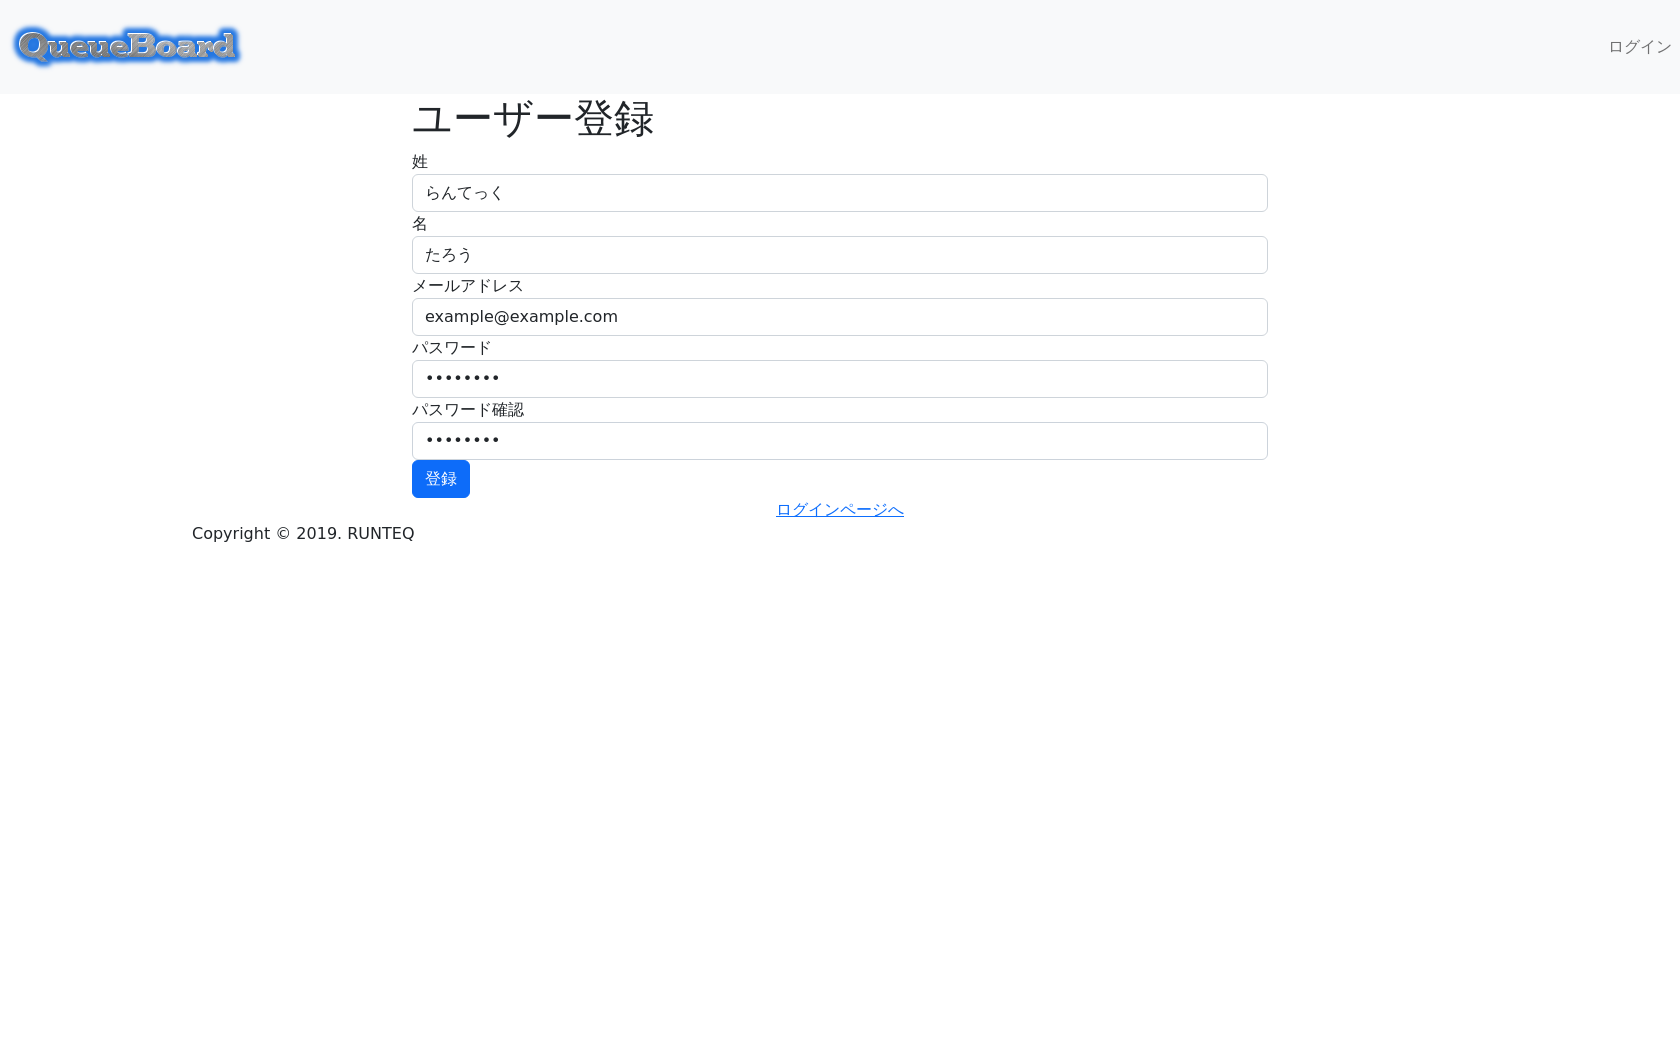 QueueBoard
ログイン
ユーザー登録
姓
らんてっく
名
たろう
メールアドレス
example@example.com
パスワード
••••••••
パスワード確認
••••••••
登録
ログインページへ
Copyright © 2019. RUNTEQ